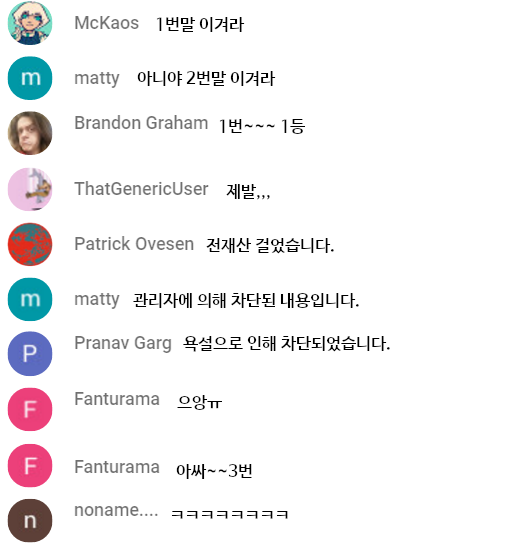 McKaos 1번말 이겨라
m matty 아니야 2번말 이겨라
Brandon Graham 1번~~~ 1등
ThatGenericUser 제발,,,
Patrick Ovesen 전재산 걸었습니다.
m matty 관리자에 의해 차단된 내용입니다.
P Pranav Garg 욕설으로 인해 차단되었습니다.
F Fanturama 으앙ㅠ
F Fanturama 아싸~~3번
n noname.... ㅋㅋㅋㅋㅋㅋㅋㅋ